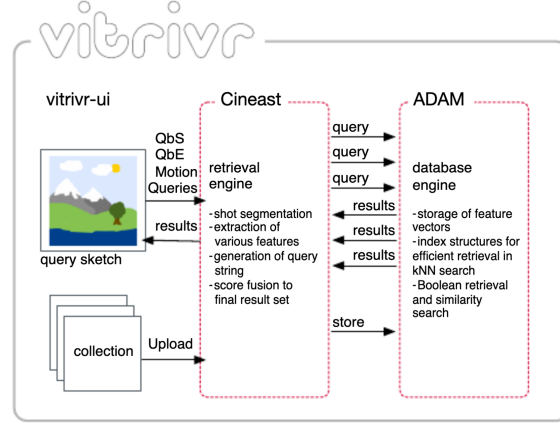 vitrivr
vitrivr-ui
Cineast
ADAM
QbS
QbE
Motion
Queries
results
query sketch
retrieval
engine
-shot segmentation
-extraction of
various features
-generation of query
string
-score fusion to
final result set
query
query
query
results
results
results
database
engine
-storage of feature
vectors
-index structures for
efficient retrieval in
kNN search
-Boolean retrieval
and similarity
search
collection
Upload
store